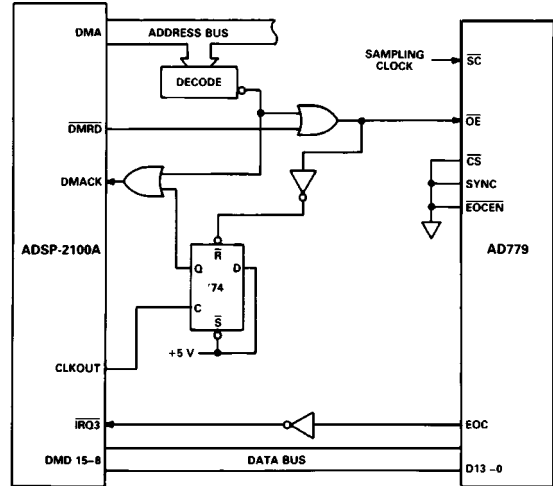 DMA
ADDRESS BUS
SAMPLING
CLOCK
SC
DECODE
DMRD
OE
CS
DMACK
SYNC
EOCEN
ADSP-2100A
AD779
R
Q
D
'74
C
S
+5 V
CLKOUT
IRQ3
EOC
DMD 15–8
DATA BUS
D13 -0